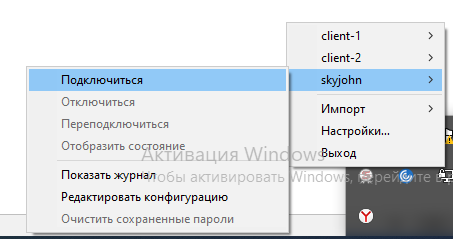 client-1
client-2
skyjohn
Импорт
Настройки...
Выход
Подключиться
Отключиться
Переподключиться
Отобразить состояние
Показать журнал
Редактировать конфигурацию
Очистить сохраненные пароли
Активация Windows
Чтобы активировать Windows, перейдите в